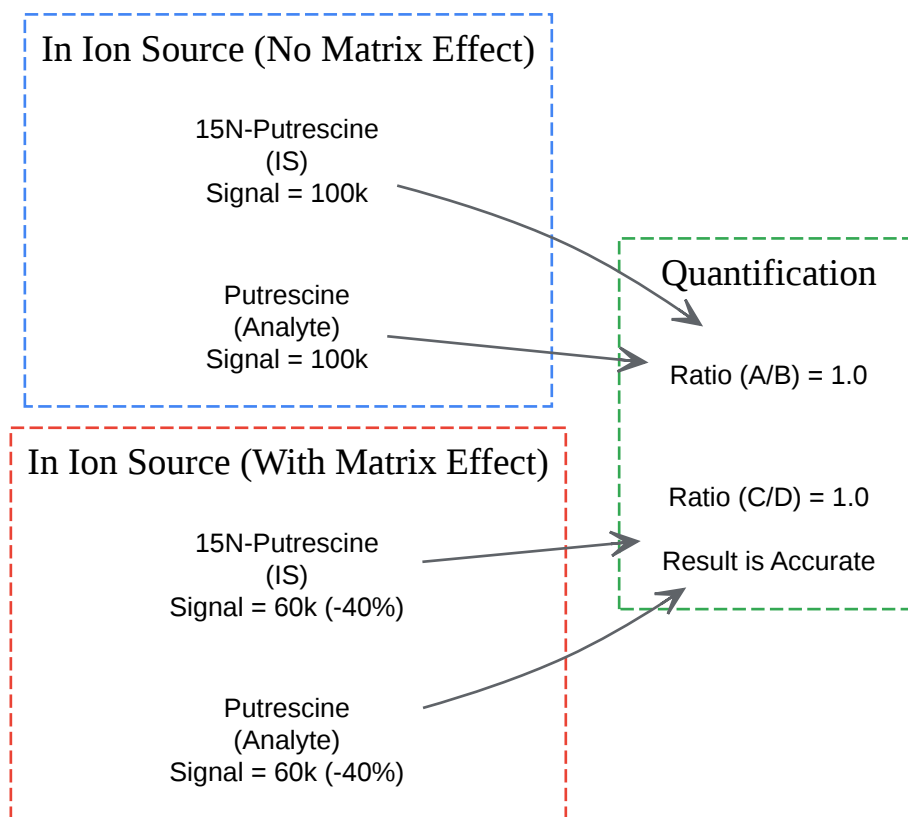 In Ion Source (No Matrix Effect)
15N-Putrescine
(IS)
Signal = 100k
Putrescine
(Analyte)
Signal = 100k
Quantification
Ratio (A/B) = 1.0
Ratio (C/D) = 1.0
Result is Accurate
In Ion Source (With Matrix Effect)
15N-Putrescine
(IS)
Signal = 60k (-40%)
Putrescine
(Analyte)
Signal = 60k (-40%)